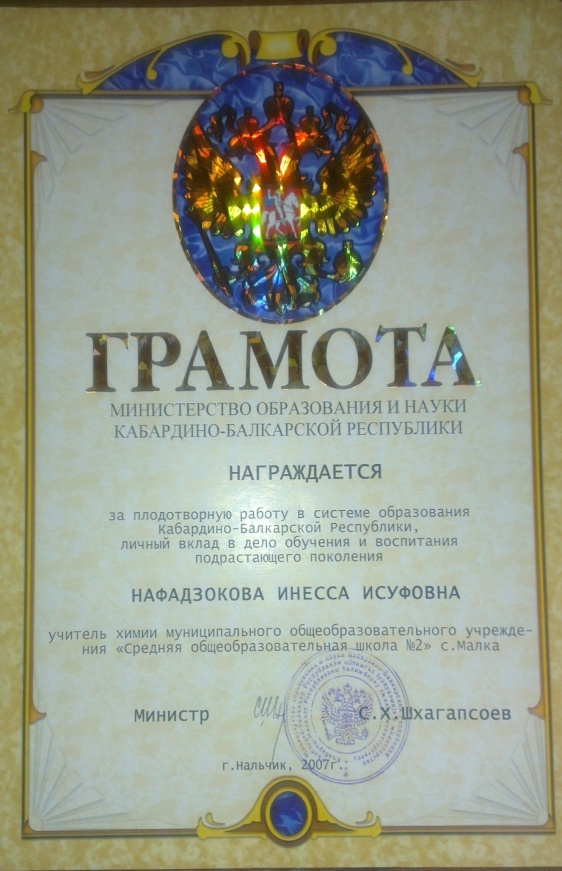 ГРАМОТА
МИНИСТЕРСТВО ОБРАЗОВАНИЯ И НАУКИ
КАБАРДИНО-БАЛКАРСКОЙ РЕСПУБЛИКИ
НАГРАЖДАЕТСЯ
за плодотворную работу в системе образования
Кабардино-Балкарской Республики,
личный вклад в дело обучения и воспитания
подрастающего поколения
НАФАДЗОКОВА ИНЕССА ИСУФОВНА
учитель химии муниципального общеобразовательного учрежде-
ния «Средняя общеобразовательная школа №2» с.Малка
Министр С.Х.Шхагапсоев
г.Нальчик, 2007г.